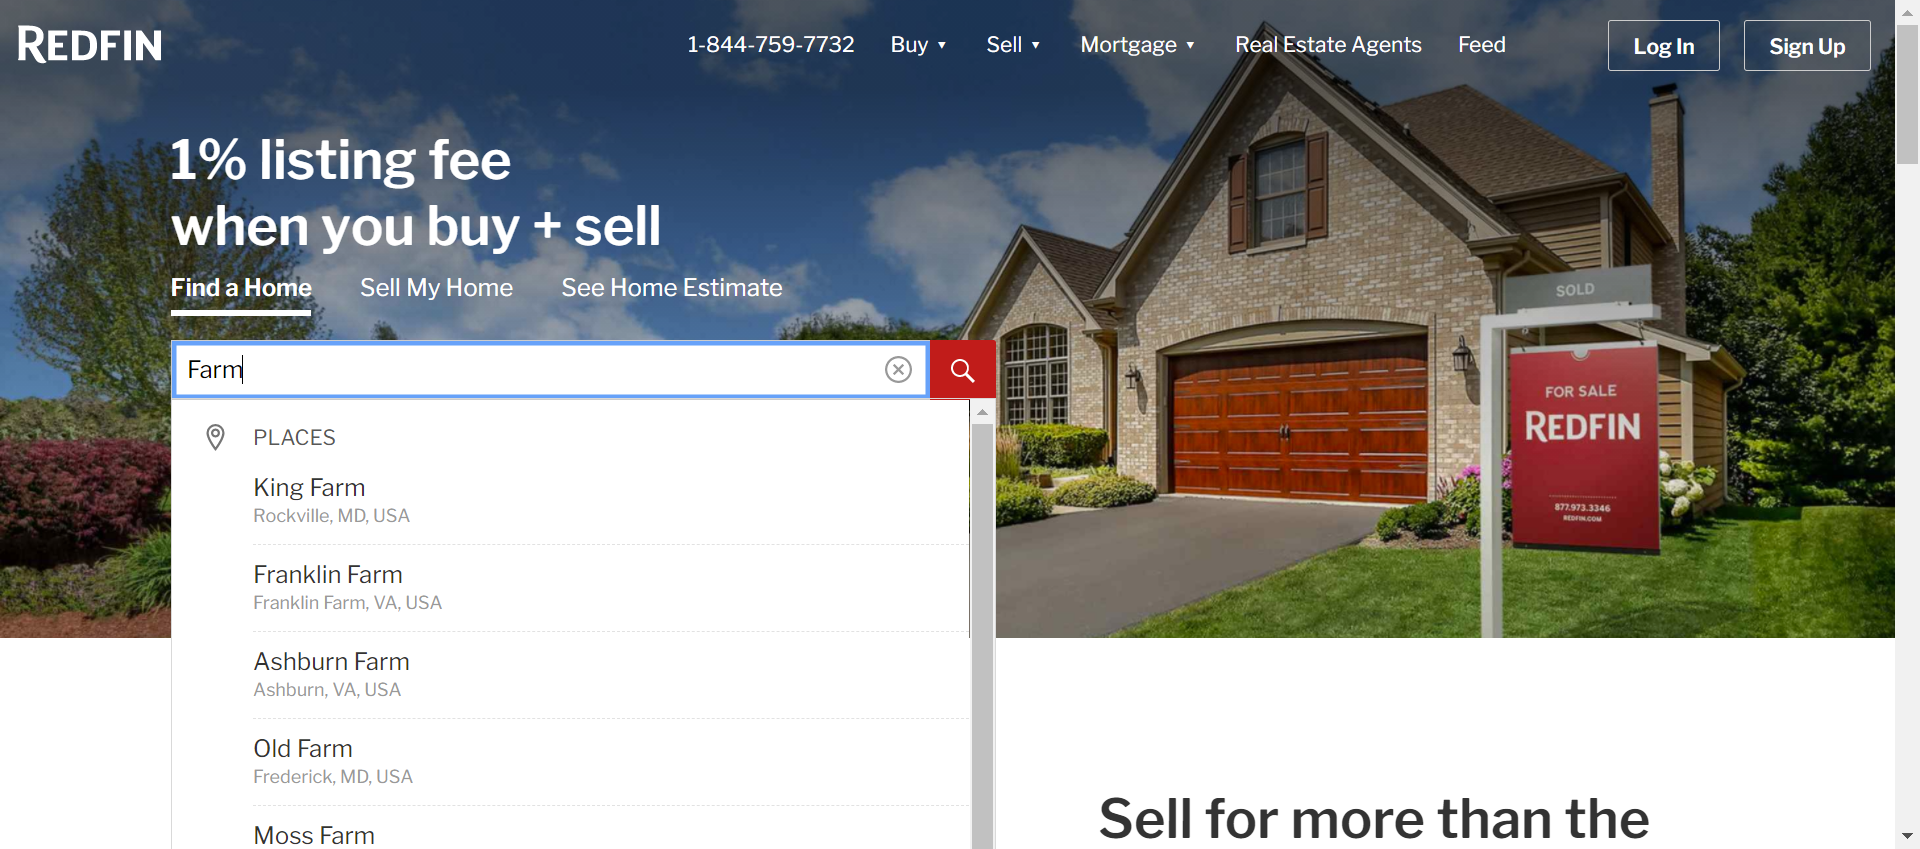 REDFIN
1-844-759-7732
Buy ▼
Sell ▼
Mortgage ▼
Real Estate Agents
Feed
Log In
Sign Up
1% listing fee
when you buy + sell
Find a Home
Sell My Home
See Home Estimate
Farm
PLACES
King Farm
Rockville, MD, USA
Franklin Farm
Franklin Farm, VA, USA
Ashburn Farm
Ashburn, VA, USA
Old Farm
Frederick, MD, USA
Moss Farm
SOLD
FOR SALE
REDFIN
877.973.3346
REDFIN.COM
Sell for more than the